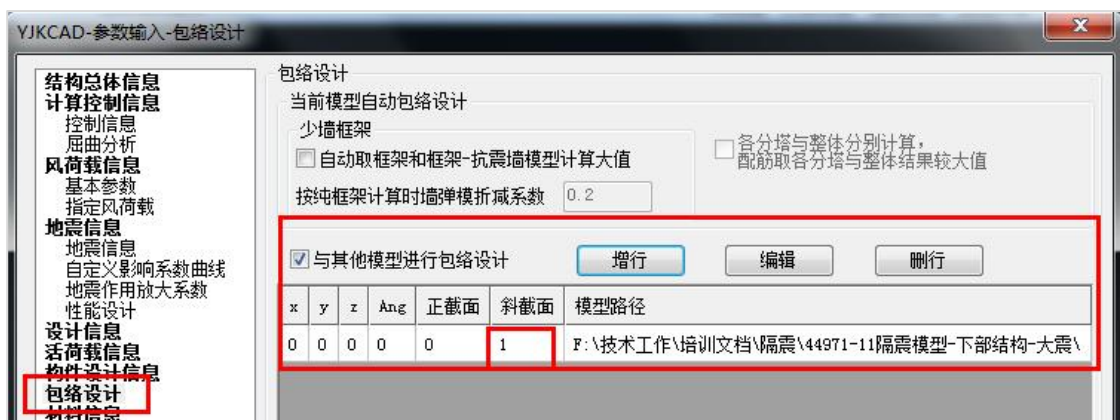 YJKCAD-参数输入-包络设计
结构总体信息
计算控制信息
控制信息
屈曲分析
风荷载信息
基本参数
指定风荷载
地震信息
地震信息
自定义影响系数曲线
地震作用放大系数
性能设计
设计信息
活荷载信息
构件设计信息
包络设计
材料信息
包络设计
当前模型自动包络设计
少墙框架
自动取框架和框架-抗震墙模型计算大值
按纯框架计算时墙弹模折减系数 0.2
各分塔与整体分别计算,
配筋取各分塔与整体结果较大值
与其他模型进行包络设计 增行 编辑 删行
x y z Ang 正截面 斜截面 模型路径
0 0 0 0 0 1 F:\技术工作\培训文档\隔震\44971-11隔震模型-下部结构-大震\